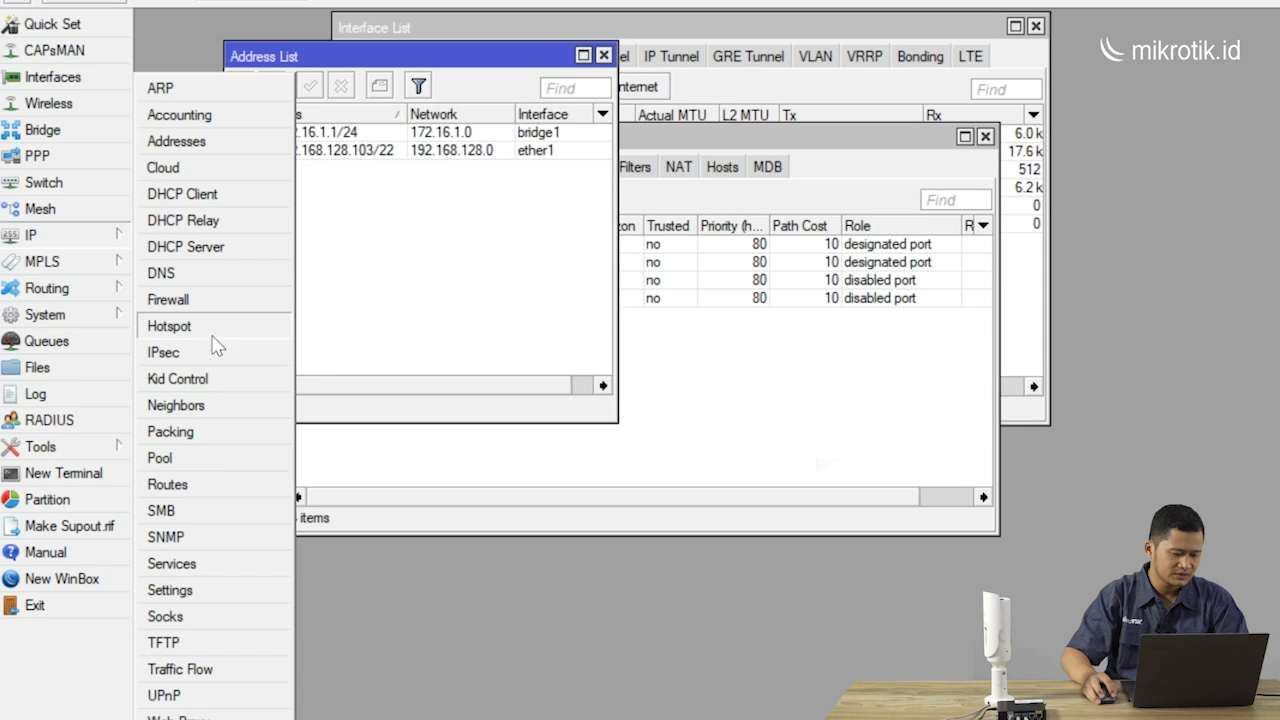 Quick Set
CAPsMAN
Interfaces
Wireless
Bridge
PPP
Switch
Mesh
IP
MPLS
Routing
System
Queues
Files
Log
RADIUS
Tools
New Terminal
Partition
Make Supout.rif
Manual
New WinBox
Exit
ARP
Accounting
Addresses
Cloud
DHCP Client
DHCP Relay
DHCP Server
DNS
Firewall
Hotspot
IPsec
Kid Control
Neighbors
Packing
Pool
Routes
SMB
SNMP
Services
Settings
Socks
TFTP
Traffic Flow
UPnP
Address List
Find
s / Network Interface
.16.1.1/24 172.16.1.0 bridge1
.168.128.103/22 192.168.128.0 ether1
Interface List
el IP Tunnel GRE Tunnel VLAN VRRP Bonding LTE
nternet Find
Actual MTU L2 MTU Tx Rx
6.0 k
17.6 k
512
6.2 k
0
0
Filters NAT Hosts MDB
Find
zon Trusted Priority (h... Path Cost Role R
no 80 10 designated port
no 80 10 designated port
no 80 10 disabled port
no 80 10 disabled port
items
mikrotik.id